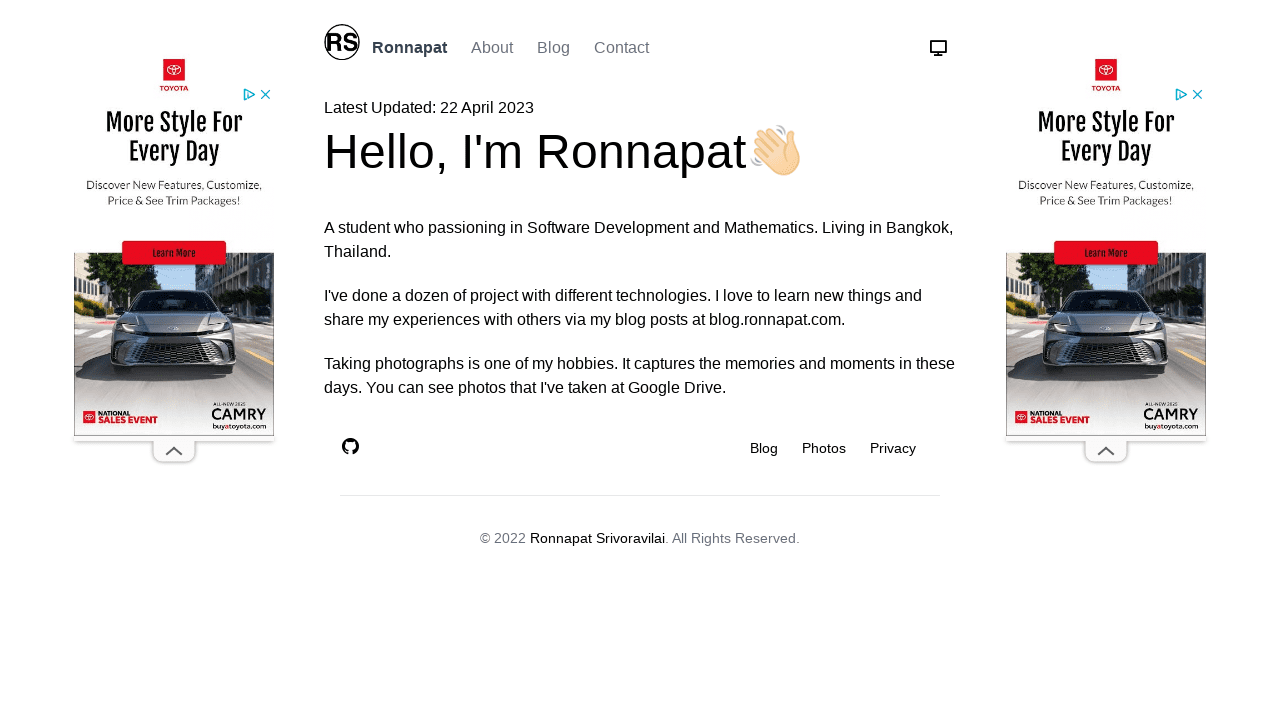 RS
Ronnapat About Blog Contact
Latest Updated: 22 April 2023
Hello, I'm Ronnapat👋🏼
A student who passioning in Software Development and Mathematics. Living in Bangkok,
Thailand.
I've done a dozen of project with different technologies. I love to learn new things and
share my experiences with others via my blog posts at blog.ronnapat.com.
Taking photographs is one of my hobbies. It captures the memories and moments in these
days. You can see photos that I've taken at Google Drive.
Blog Photos Privacy
© 2022 Ronnapat Srivoravilai. All Rights Reserved.
TOYOTA
More Style For
Every Day
Discover New Features, Customize,
Price & See Trim Packages!
Learn More
NATIONAL
SALES EVENT
ALL-NEW 2025
CAMRY
buyatoyota.com
TOYOTA
More Style For
Every Day
Discover New Features, Customize,
Price & See Trim Packages!
Learn More
NATIONAL
SALES EVENT
ALL-NEW 2025
CAMRY
buyatoyota.com